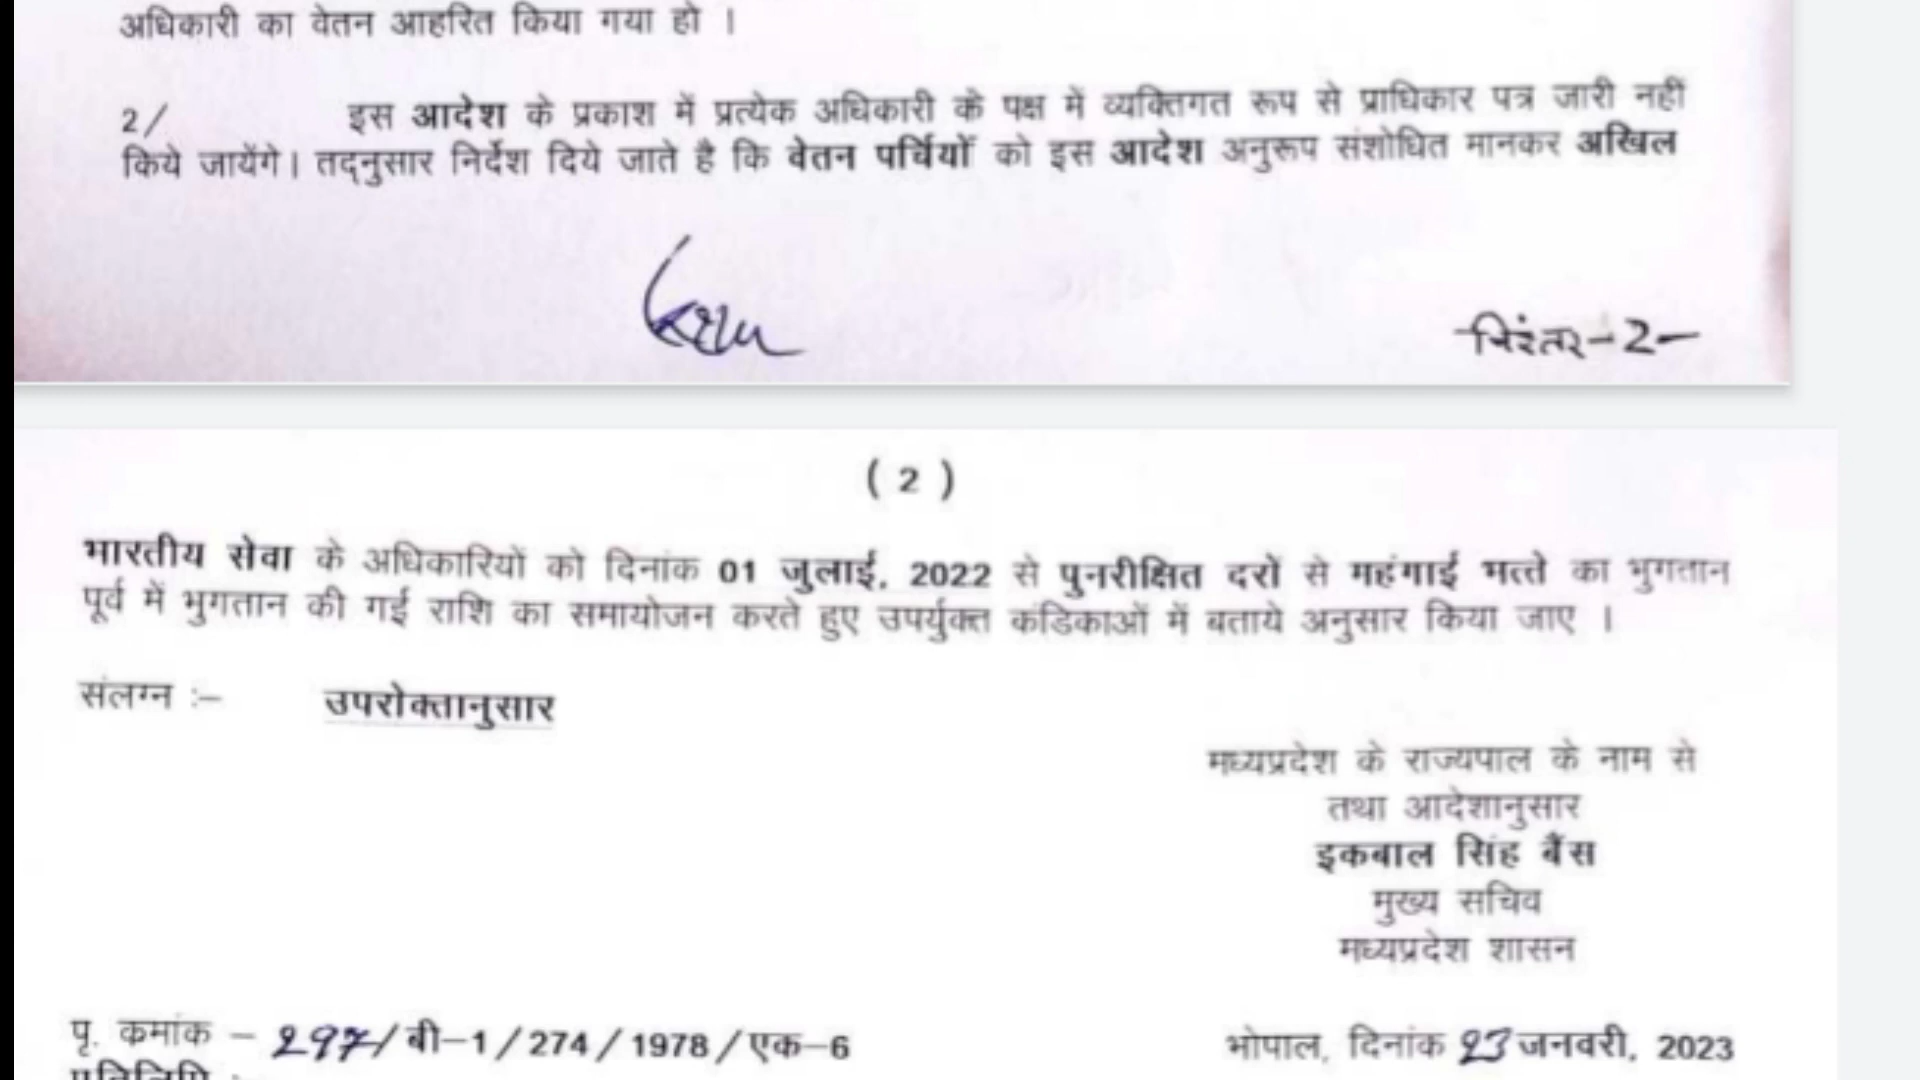 अधिकारी का वेतन आहरित किया गया हो ।
2/ इस आदेश के प्रकाश में प्रत्येक अधिकारी के पक्ष में व्यक्तिगत रूप से प्राधिकार पत्र जारी नहीं
किये जायेंगे। तद्नुसार निर्देश दिये जाते है कि वेतन पर्चियों को इस आदेश अनुरूप संशोधित मानकर अखिल
निरंतर-2-
( 2 )
भारतीय सेवा के अधिकारियों को दिनांक 01 जुलाई, 2022 से पुनरीक्षित दरों से महंगाई भत्ते का भुगतान
पूर्व में भुगतान की गई राशि का समायोजन करते हुए उपर्युक्त कंडिकाओं में बताये अनुसार किया जाए ।
संलग्न :– उपरोक्तानुसार
मध्यप्रदेश के राज्यपाल के नाम से
तथा आदेशानुसार
इकबाल सिंह बैंस
मुख्य सचिव
मध्यप्रदेश शासन
पृ. कमांक – 297/बी–1/274/1978/एक–6 भोपाल, दिनांक 23 जनवरी, 2023